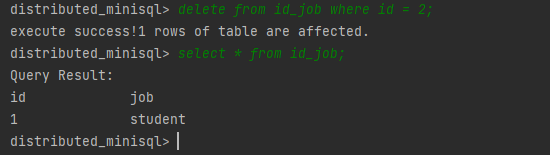 distributed_minisql> delete from id_job where id = 2;
execute success!1 rows of table are affected.
distributed_minisql> select * from id_job;
Query Result:
id job
1 student
distributed_minisql>